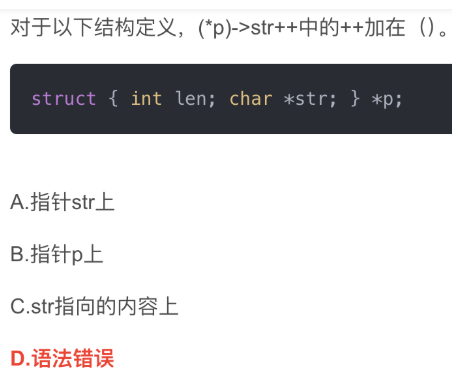 对于以下结构定义，(*p)->str++中的++加在（）。
struct { int len; char *str; } *p;
A.指针str上
B.指针p上
C.str指向的内容上
D.语法错误